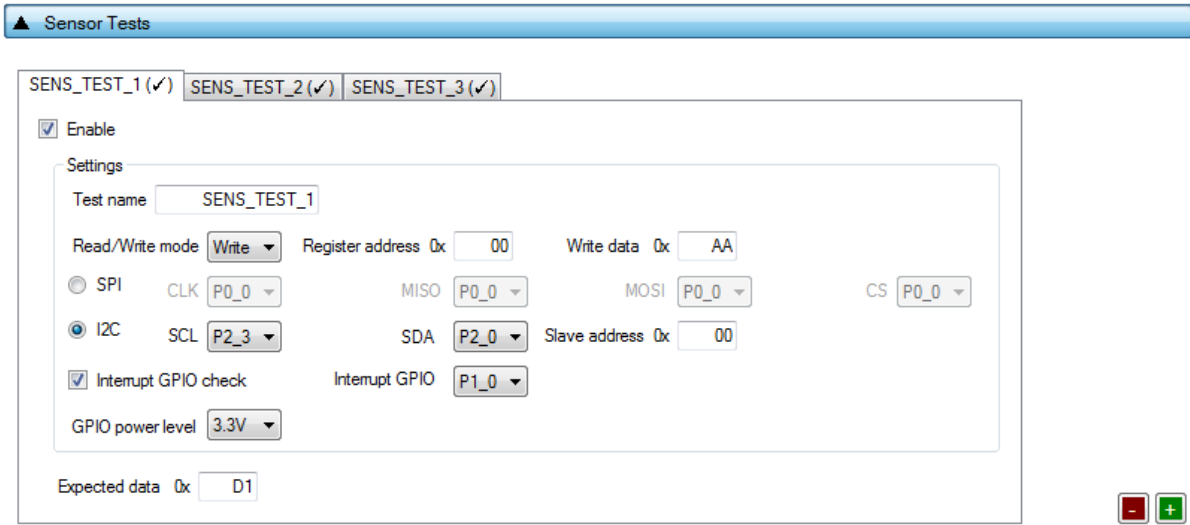 Sensor Tests
SENS_TEST_1 (✓) SENS_TEST_2 (✓) SENS_TEST_3 (✓)
Enable
Settings
Test name SENS_TEST_1
Read/Write mode Write Register address 0x 00 Write data 0x AA
SPI CLK P0_0 MISO P0_0 MOSI P0_0 CS P0_0
I2C SCL P2_3 SDA P2_0 Slave address 0x 00
Interrupt GPIO check Interrupt GPIO P1_0
GPIO power level 3.3V
Expected data 0x D1
- +